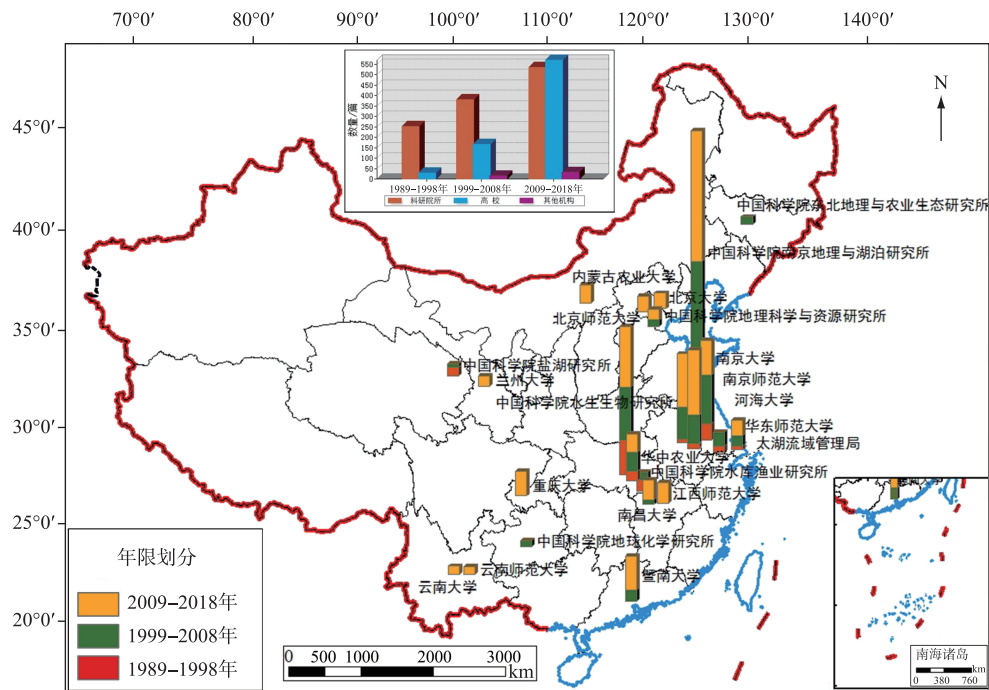 70°0′ 80°0′ 90°0′ 100°0′ 110°0′ 120°0′ 130°0′ 140°0′
N
45°0′
40°0′
35°0′
30°0′
25°0′
20°0′
数量/篇
550
500
450
400
350
300
250
200
150
100
50
0
1989-1998年 1999-2008年 2009-2018年
科研院所 高校 其他机构
中国科学院东北地理与农业生态研究所
中国科学院南京地理与湖泊研究所
内蒙古农业大学
北京大学
北京师范大学
中国科学院地理科学与资源研究所
南京大学
中国科学院盐湖研究所
兰州大学
南京师范大学
中国科学院水生生物研究所
河海大学
华东师范大学
太湖流域管理局
华中农业大学
中国科学院水库渔业研究所
重庆大学
江西师范大学
南昌大学
中国科学院地球化学研究所
云南师范大学
云南大学
暨南大学
年限划分
2009-2018年
1999-2008年
1989-1998年
0 500 1000 2000 3000
km
南海诸岛
km
0 380 760